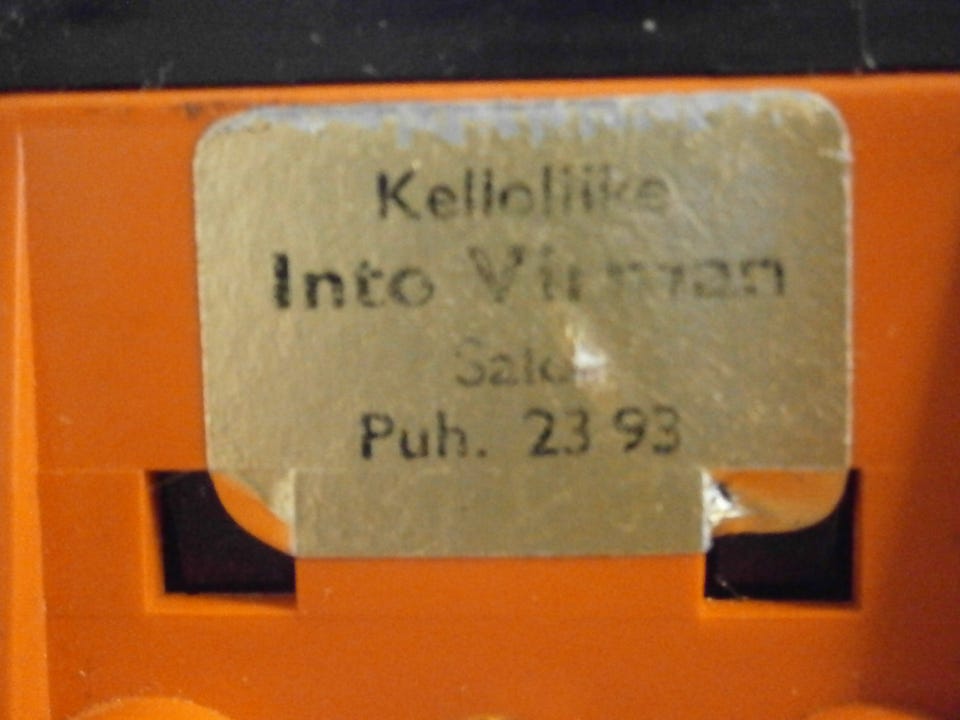 Kelloliike
Into Virman
Puh. 23 93